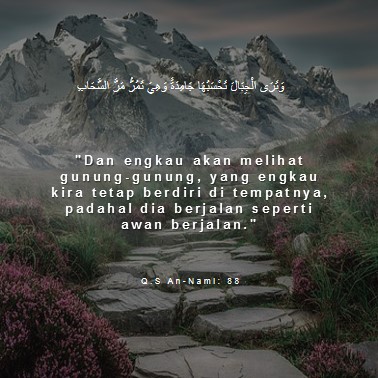 وَتَرَى الْجِبَالَ تَحْسَبُهَا جَامِدَةً وَهِيَ تَمُرُّ مَرَّ السَّحَابِ
"Dan engkau akan melihat
gunung-gunung, yang engkau
kira tetap berdiri di tempatnya,
padahal dia berjalan seperti
awan berjalan."
Q.S An-Naml: 88